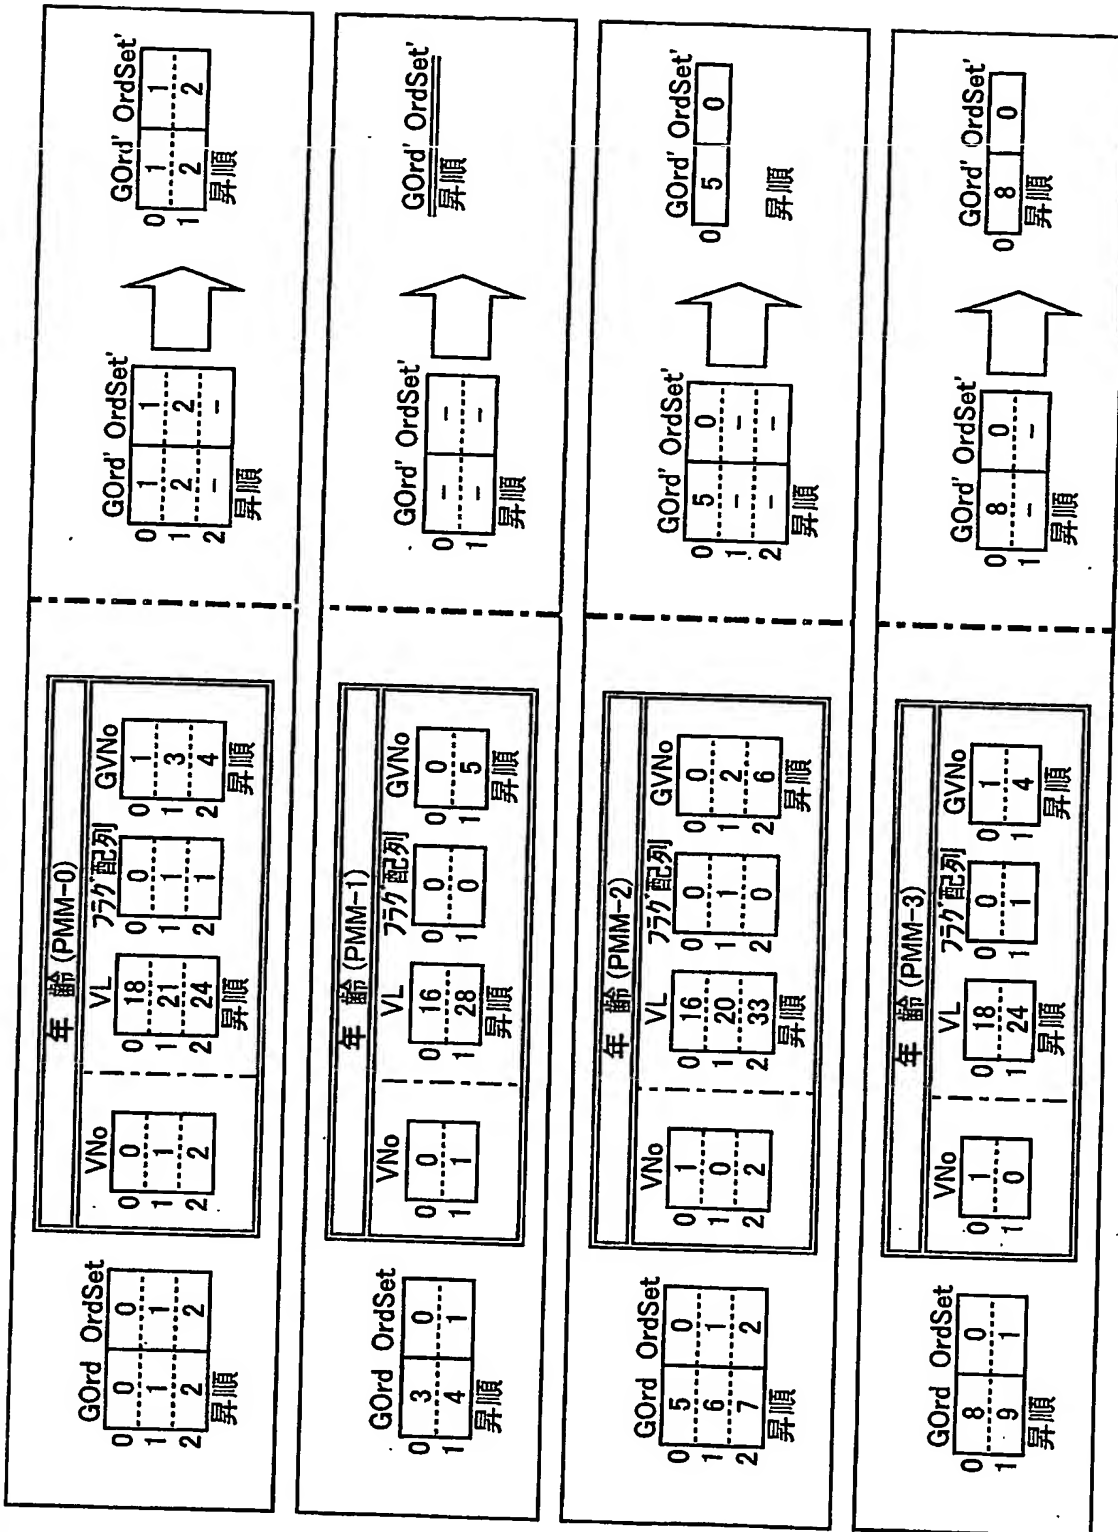 GOrd OrdSet
0 0 0
1 1 1
2 2 2
昇順
年 齢 (PMM-0)
VNo VL フラグ配列 GVNo
0 0 0 18 0 0 0 1
1 1 1 21 1 1 1 3
2 2 2 24 2 1 2 4
昇順 昇順
GOrd' OrdSet'
0 1 1
1 2 2
2 - -
昇順
GOrd' OrdSet'
0 1 1
1 2 2
昇順
GOrd OrdSet
0 3 0
1 4 1
昇順
年 齢 (PMM-1)
VNo VL フラグ配列 GVNo
0 0 0 16 0 0 0 0
1 1 1 28 1 0 1 5
昇順 昇順
GOrd' OrdSet'
0 - -
1 - -
昇順
GOrd' OrdSet'
昇順
GOrd OrdSet
0 5 0
1 6 1
2 7 2
昇順
年 齢 (PMM-2)
VNo VL フラグ配列 GVNo
0 1 0 16 0 0 0 0
1 0 1 20 1 1 1 2
2 2 2 33 2 0 2 6
昇順 昇順
GOrd' OrdSet'
0 5 0
1 - -
2 - -
昇順
GOrd' OrdSet'
0 5 0
昇順
GOrd OrdSet
0 8 0
1 9 1
昇順
年 齢 (PMM-3)
VNo VL フラグ配列 GVNo
0 1 0 18 0 0 0 1
1 0 1 24 1 1 1 4
昇順 昇順
GOrd' OrdSet'
0 8 0
1 - -
昇順
GOrd' OrdSet'
0 8 0
昇順